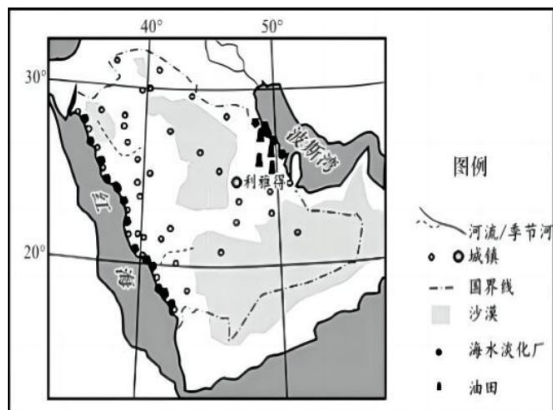 40°
50°
30°
波斯湾
利雅得
红
海
20°
图例
河流/季节河
城镇
国界线
沙漠
海水淡化厂
油田